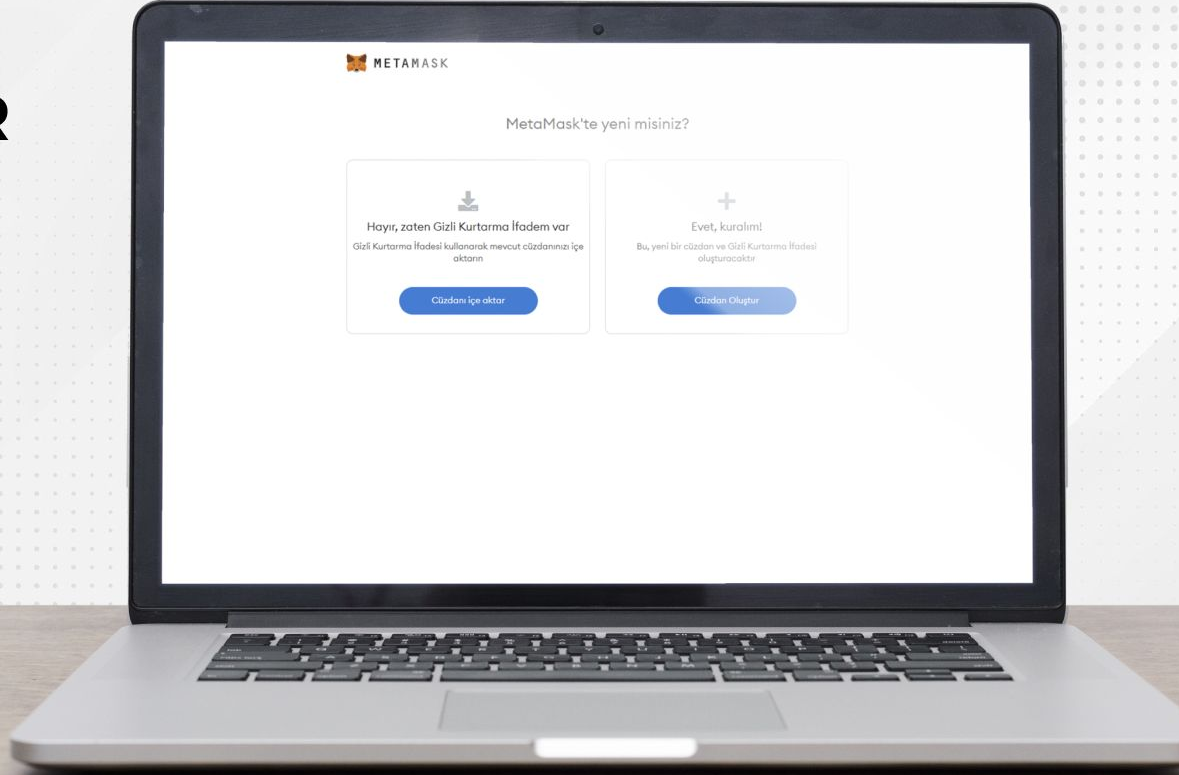 R
METAMASK
MetaMask'te yeni misiniz?
Hayır, zaten Gizli Kurtarma İfadem var
Gizli Kurtarma İfadesi kullanarak mevcut cüzdanınızı içe
aktarın
Cüzdanı içe aktar
Evet, kuralım!
Bu, yeni bir cüzdan ve Gizli Kurtarma İfadesi
oluşturacaktır
Cüzdan Oluştur